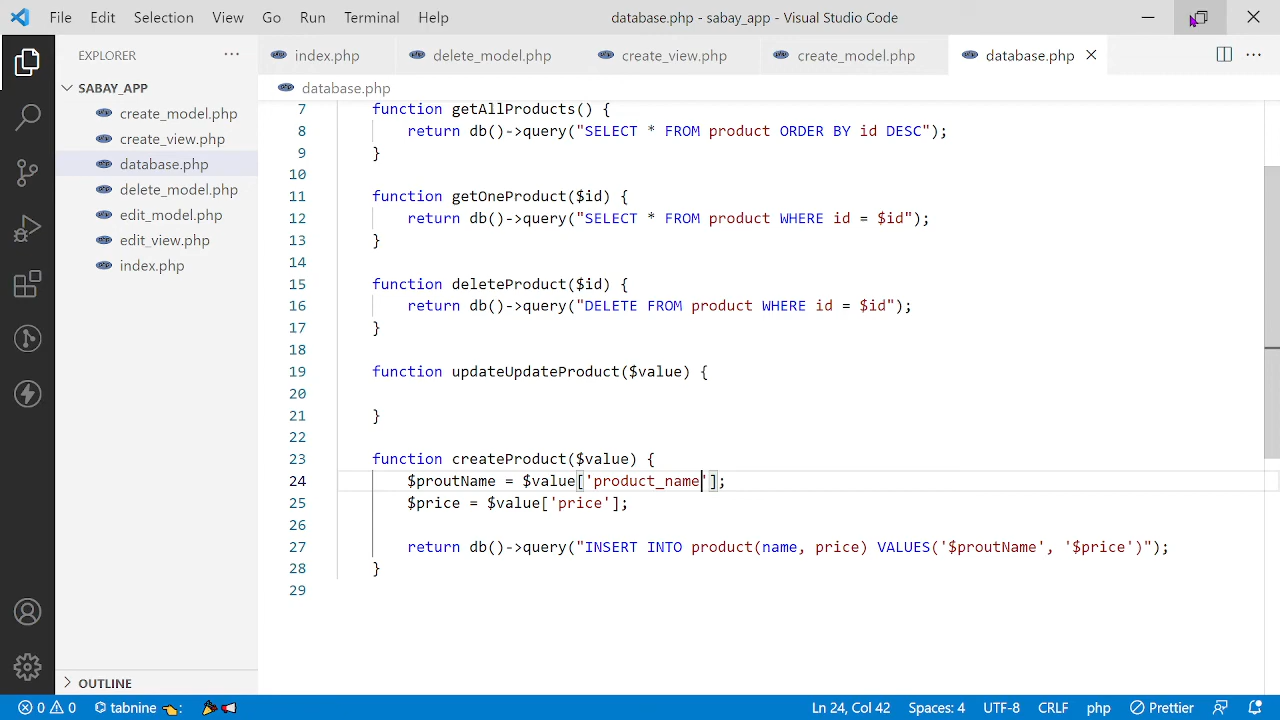 File Edit Selection View Go Run Terminal Help database.php - sabay_app - Visual Studio Code
EXPLORER ···
index.php delete_model.php create_view.php create_model.php database.php
SABAY_APP
create_model.php
create_view.php
database.php
delete_model.php
edit_model.php
edit_view.php
index.php
OUTLINE
database.php
7 function getAllProducts() {
8 return db()->query("SELECT * FROM product ORDER BY id DESC");
9 }
10
11 function getOneProduct($id) {
12 return db()->query("SELECT * FROM product WHERE id = $id");
13 }
14
15 function deleteProduct($id) {
16 return db()->query("DELETE FROM product WHERE id = $id");
17 }
18
19 function updateUpdateProduct($value) {
20
21 }
22
23 function createProduct($value) {
24 $proutName = $value['product_name'];
25 $price = $value['price'];
26
27 return db()->query("INSERT INTO product(name, price) VALUES('$proutName', '$price')");
28 }
29
0 0 tabnine Ln 24, Col 42 Spaces: 4 UTF-8 CRLF php Prettier